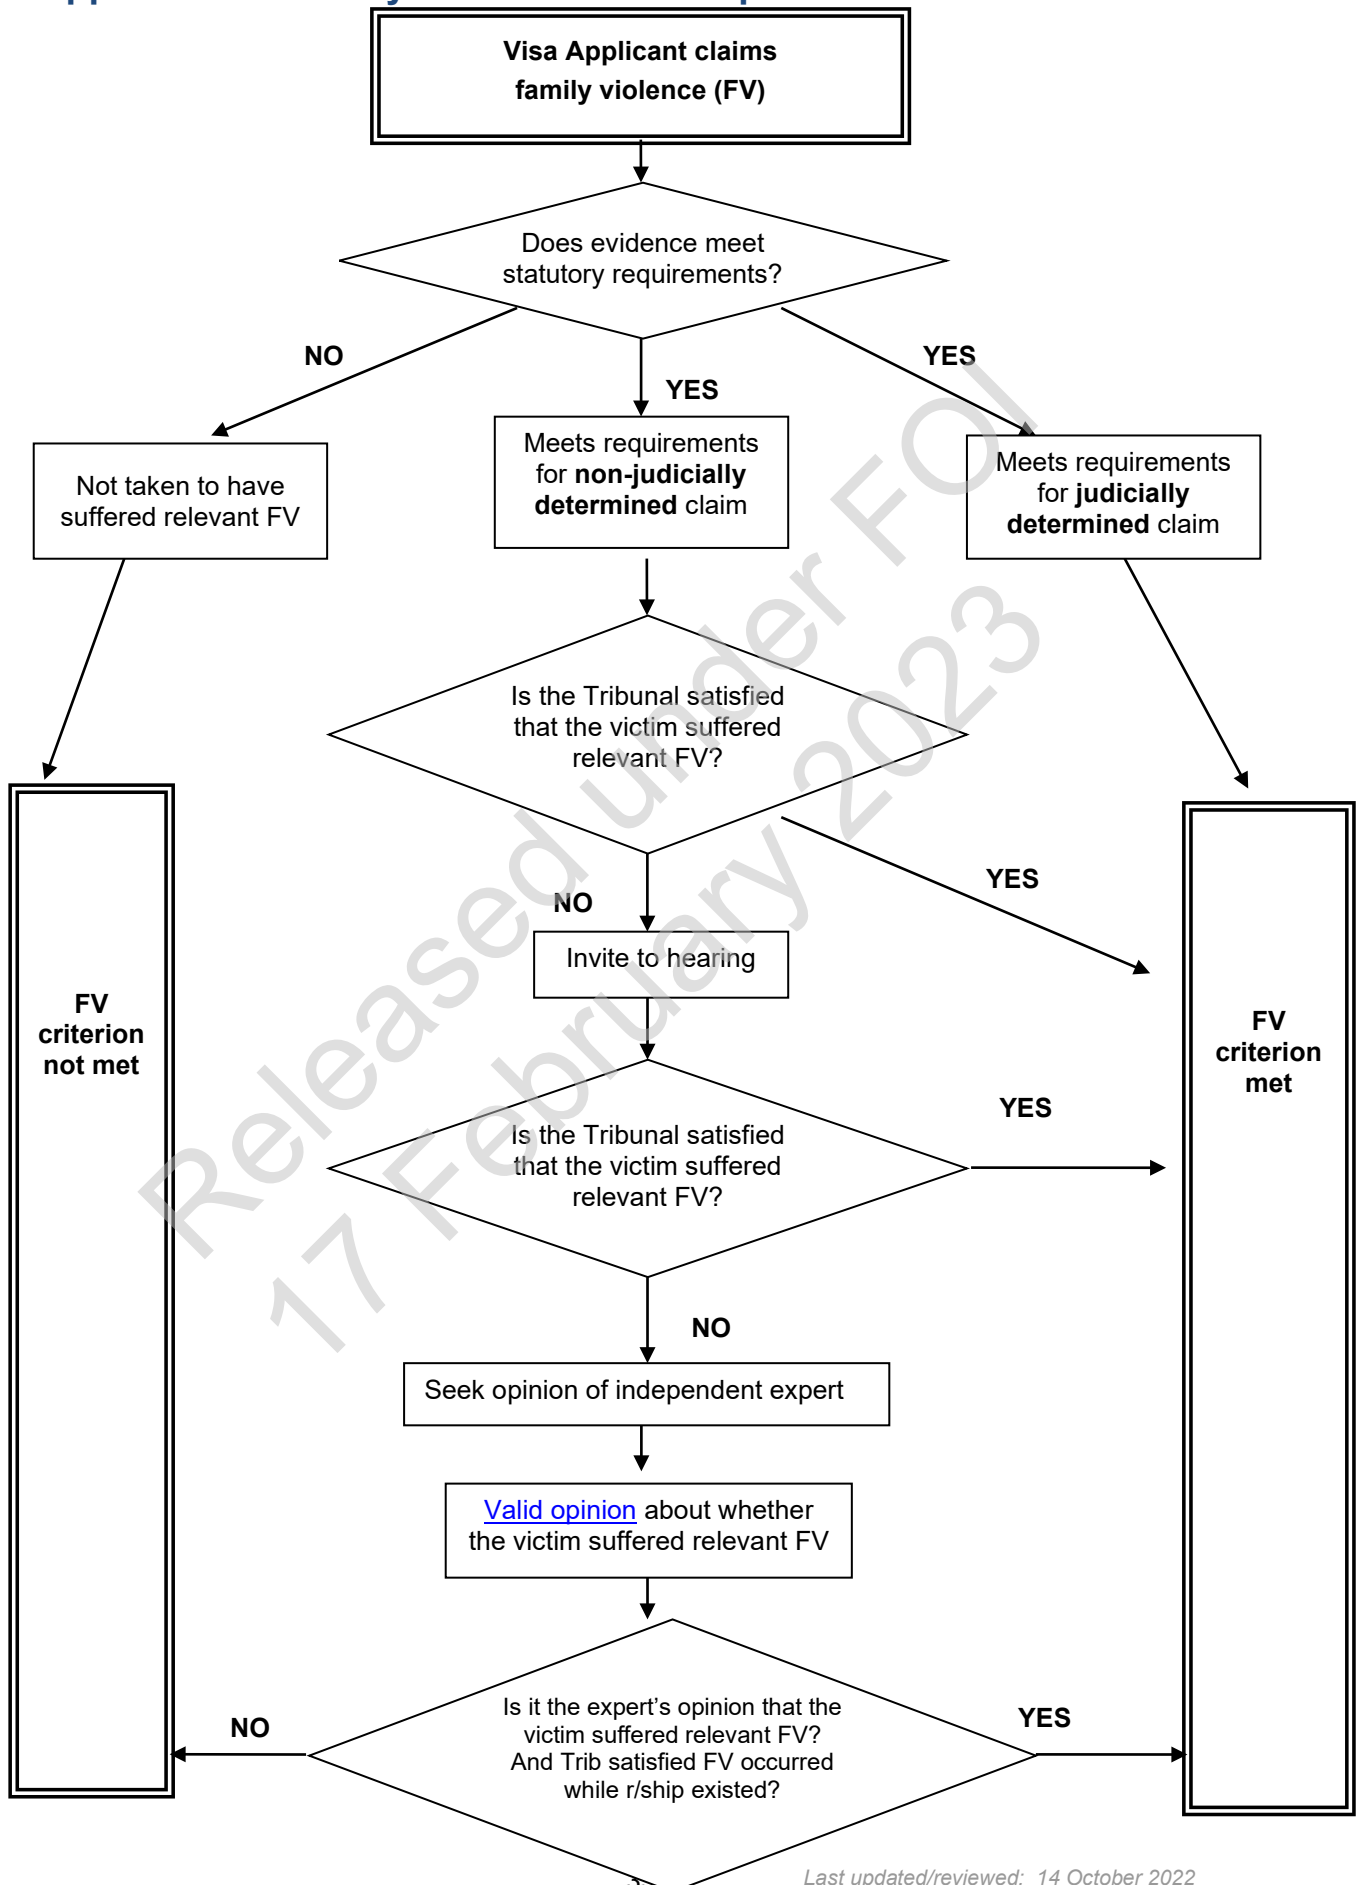 Visa Applicant claims
family violence (FV)
Does evidence meet
statutory requirements?
NO
YES
YES
Not taken to have
suffered relevant FV
Meets requirements
for non-judicially
determined claim
Meets requirements
for judicially
determined claim
Is the Tribunal satisfied
that the victim suffered
relevant FV?
YES
NO
Invite to hearing
FV
criterion
not met
FV
criterion
met
Is the Tribunal satisfied
that the victim suffered
relevant FV?
YES
NO
Seek opinion of independent expert
Valid opinion about whether
the victim suffered relevant FV
Is it the expert’s opinion that the
victim suffered relevant FV?
And Trib satisfied FV occurred
while r/ship existed?
NO
YES
Released under FOI
17 February 2023
Last updated/reviewed: 14 October 2022